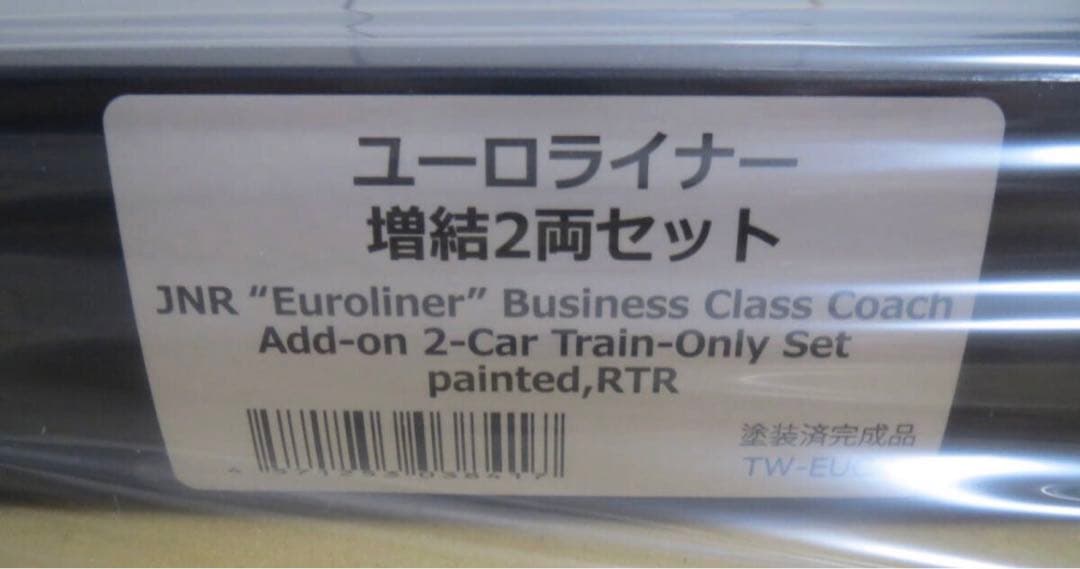 ユーロライナー
増結2両セット
JNR “Euroliner” Business Class Coach
Add-on 2-Car Train-Only Set
painted,RTR
塗装済完成品